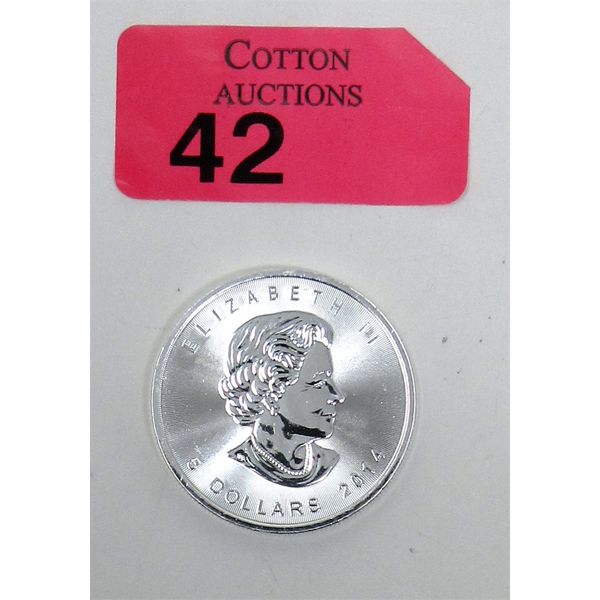 COTTON
AUCTIONS
42
ELIZABETH II
5 DOLLARS 2014